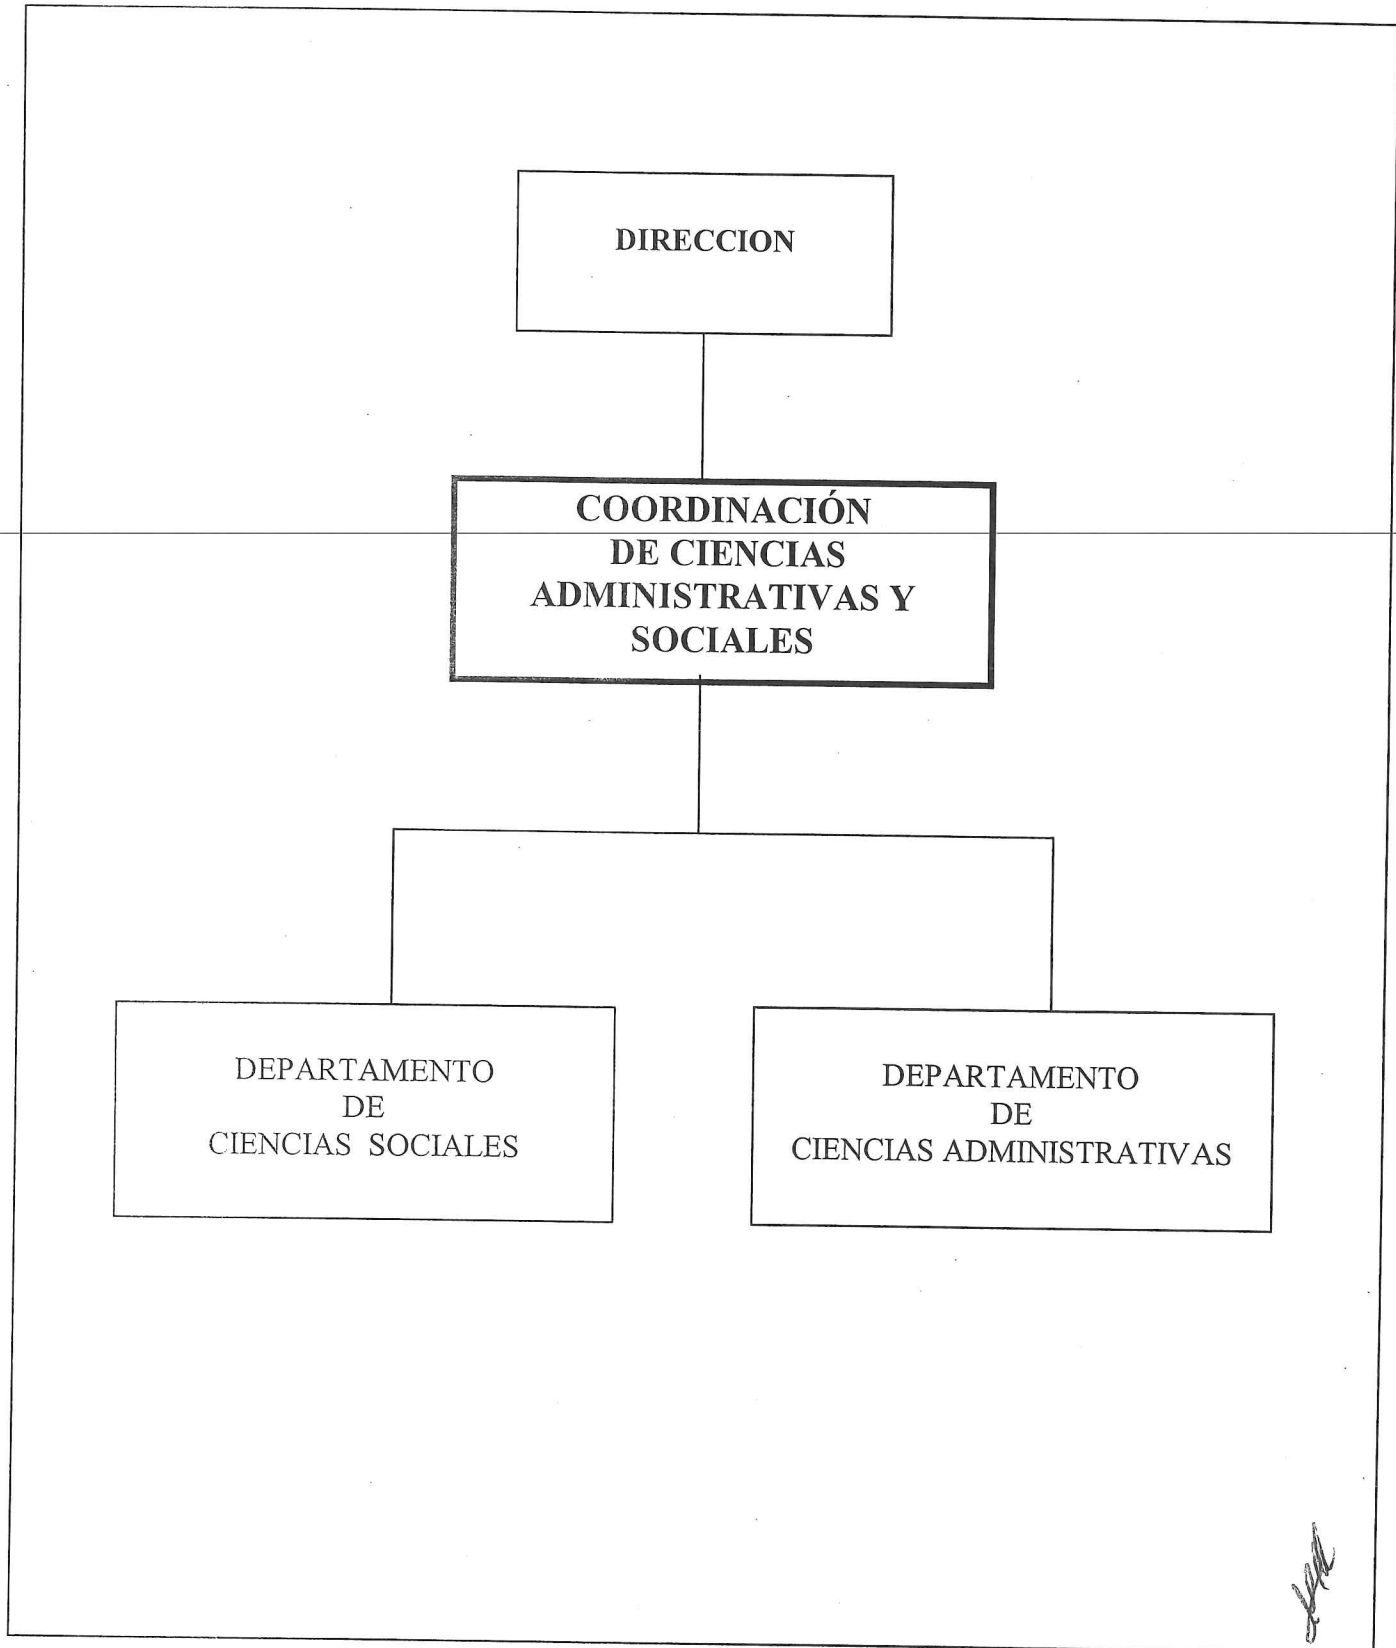 DIRECCION
COORDINACIÓN
DE CIENCIAS
ADMINISTRATIVAS Y
SOCIALES
DEPARTAMENTO
DE
CIENCIAS SOCIALES
DEPARTAMENTO
DE
CIENCIAS ADMINISTRATIVAS